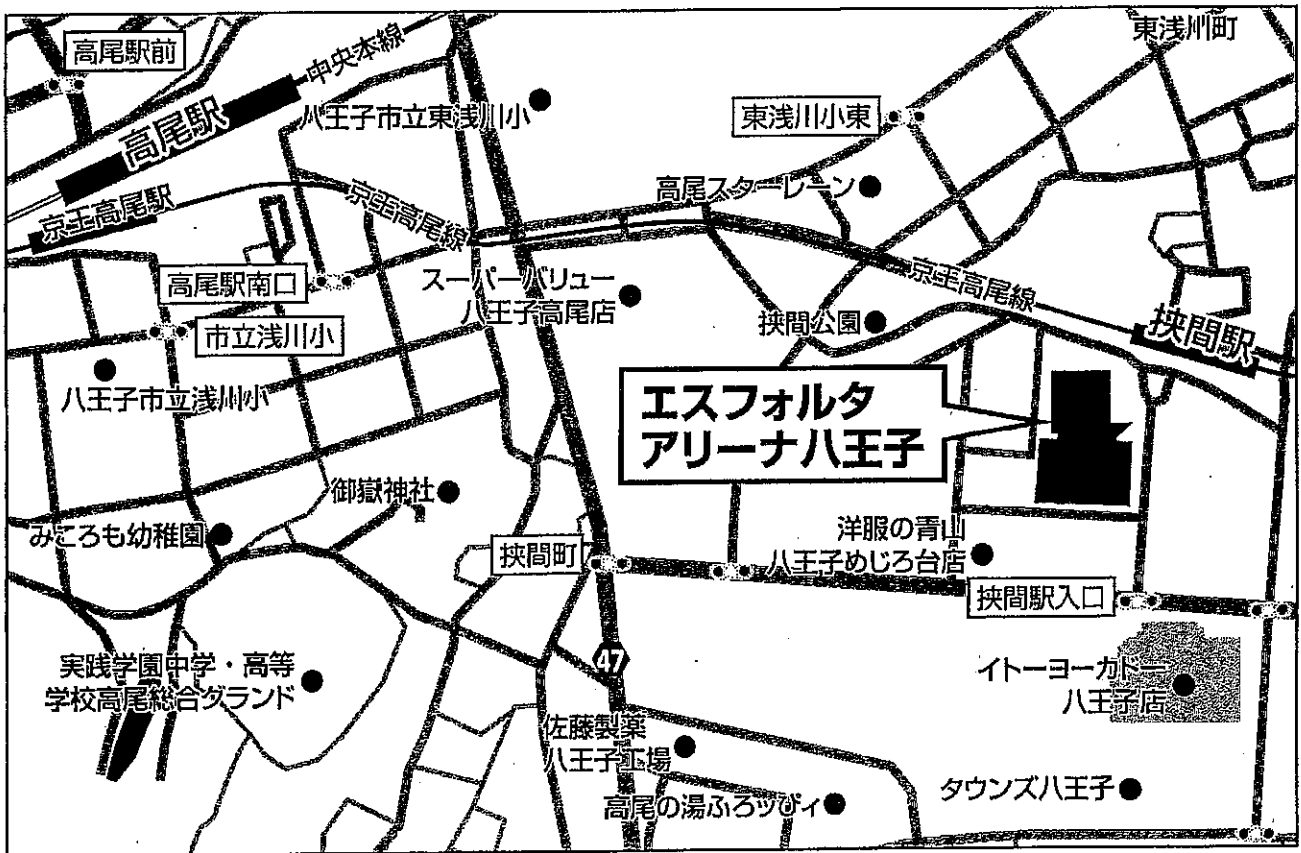 高尾駅前
中央本線
東浅川町
高尾駅
八王子市立東浅川小
東浅川小東
京王高尾駅
京王高尾線
高尾スターレーン
高尾駅南口
スーパーバリュー
八王子高尾店
京王高尾線
市立浅川小
挟間公園
挟間駅
八王子市立浅川小
エスフォルタ
アリーナ八王子
御嶽神社
みころも幼稚園
挟間町
洋服の青山
八王子めじろ台店
挟間駅入口
47
実践学園中学・高等
学校高尾総合グランド
イトーヨーカドー
八王子店
佐藤製薬
八王子工場
タウンズ八王子
高尾の湯ふろッぴィ